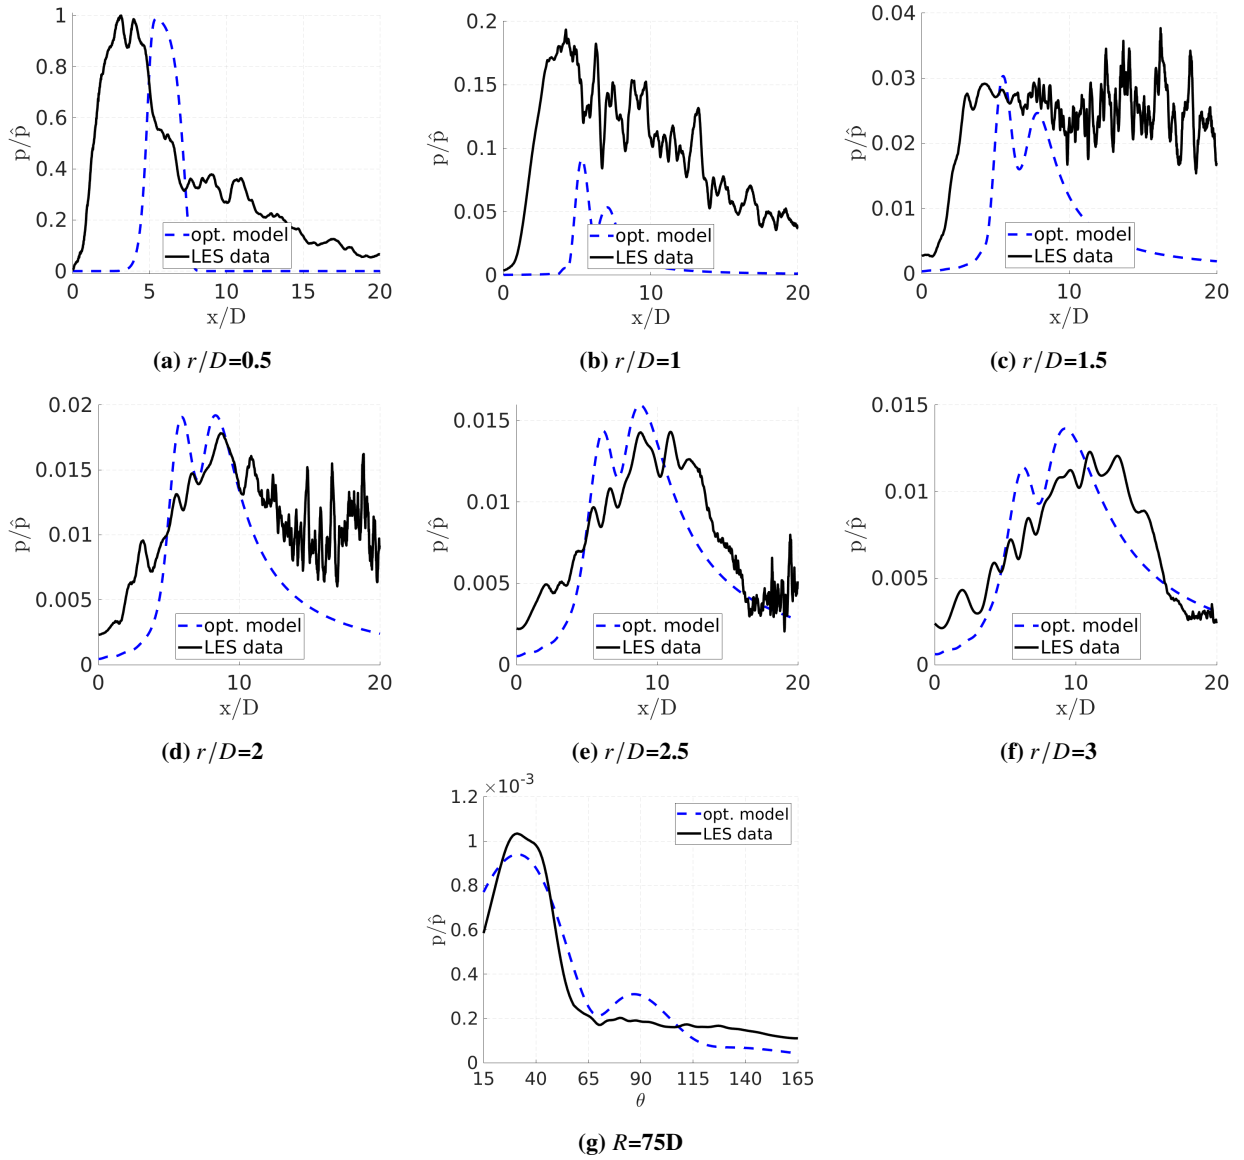 1
0.8
0.6
0.4
0.2
0
p/p̂
0 5 10 15 20
x/D
opt. model
LES data
(a) r/D=0.5
0.2
0.15
0.1
0.05
0
p/p̂
0 10 20
x/D
opt. model
LES data
(b) r/D=1
0.04
0.03
0.02
0.01
0
p/p̂
0 10 20
x/D
opt. model
LES data
(c) r/D=1.5
0.02
0.015
0.01
0.005
0
p/p̂
0 10 20
x/D
opt. model
LES data
(d) r/D=2
0.015
0.01
0.005
0
p/p̂
0 10 20
x/D
opt. model
LES data
(e) r/D=2.5
0.015
0.01
0.005
0
p/p̂
0 10 20
x/D
opt. model
LES data
(f) r/D=3
×10⁻³
1.2
1
0.8
0.6
0.4
0.2
0
p/p̂
15 40 65 90 115 140 165
θ
opt. model
LES data
(g) R=75D